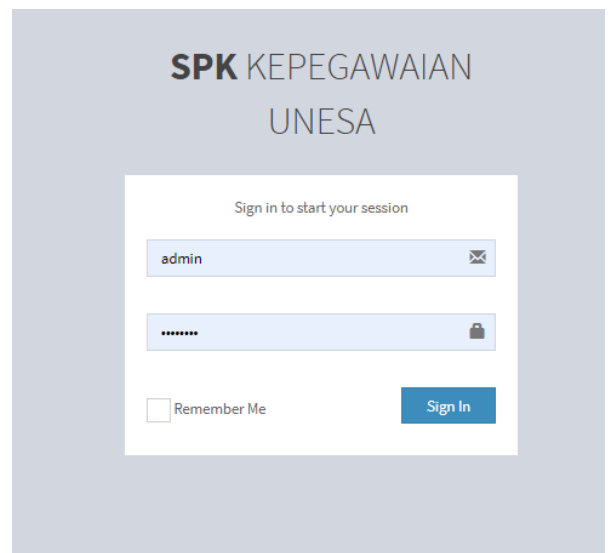 SPK KEPEGAWAIAN
UNESA
Sign in to start your session
admin
••••••••
Remember Me
Sign In